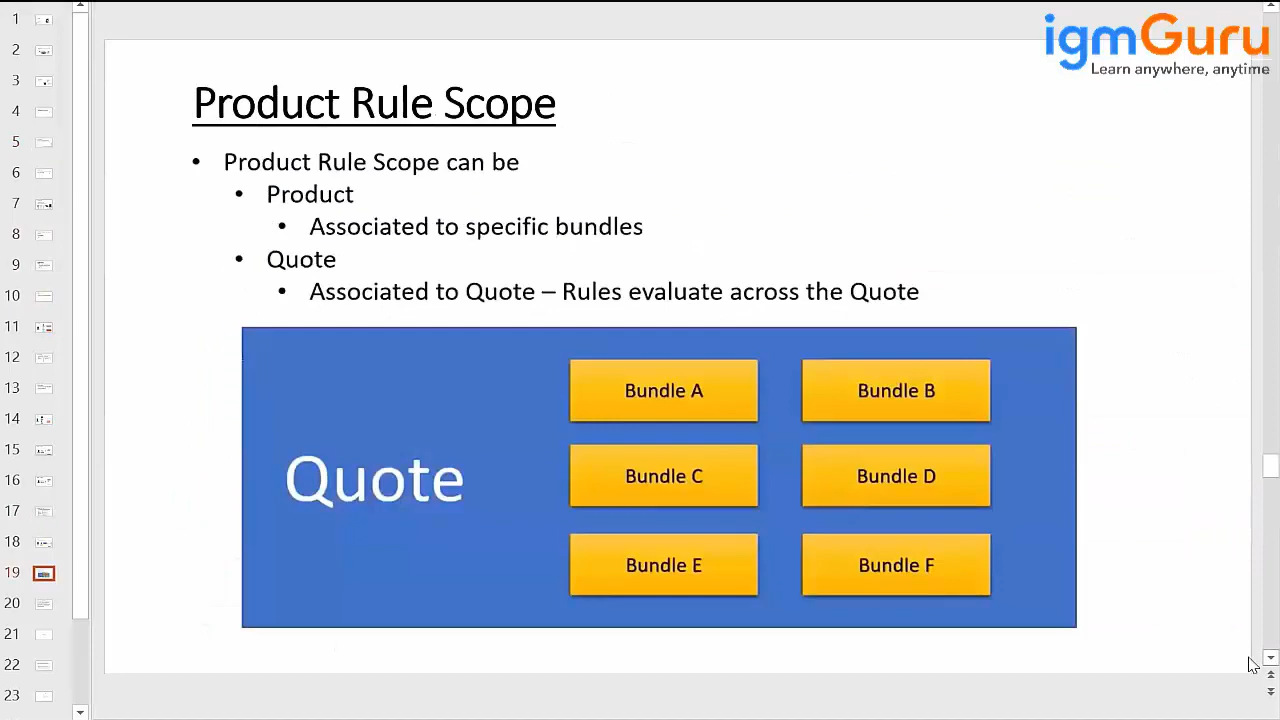 1
2
3
4
5
6
7
8
9
10
11
12
13
14
15
16
17
18
19
20
21
22
23
igmGuru
Learn anywhere, anytime
Product Rule Scope
• Product Rule Scope can be
• Product
• Associated to specific bundles
• Quote
• Associated to Quote – Rules evaluate across the Quote
Quote
Bundle A
Bundle B
Bundle C
Bundle D
Bundle E
Bundle F